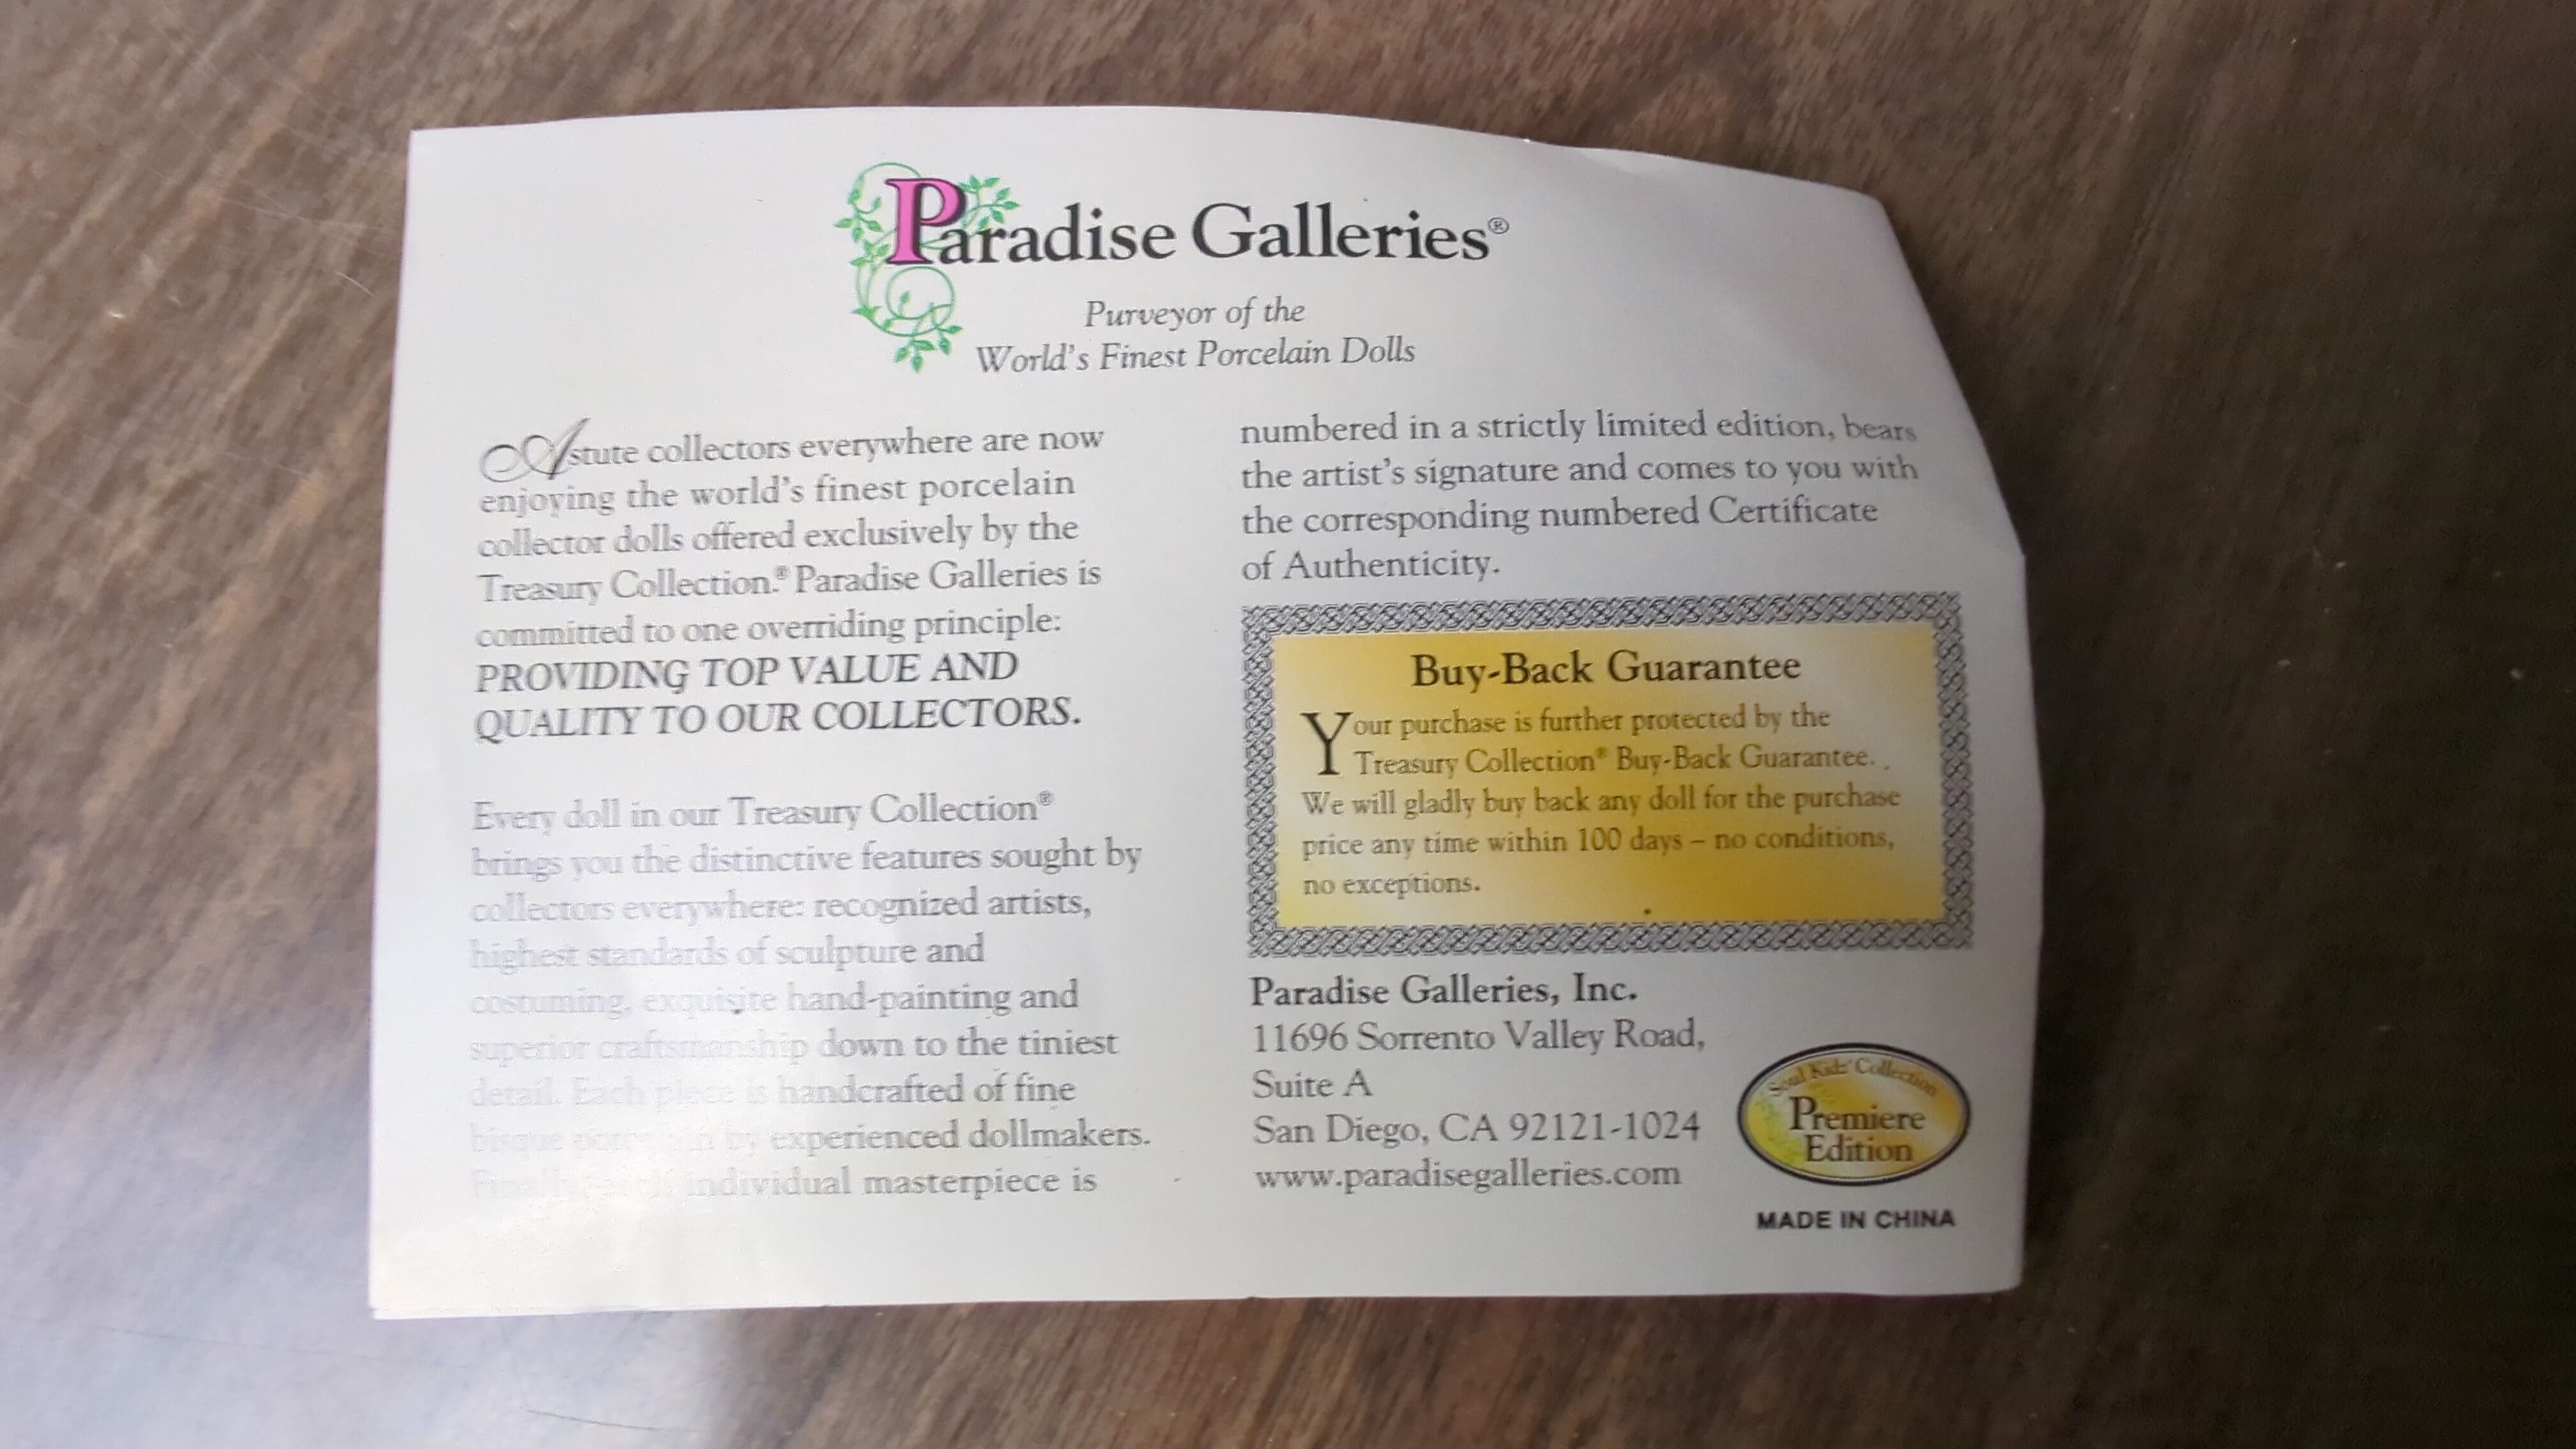 Paradise Galleries®
Purveyor of the
World's Finest Porcelain Dolls
Astute collectors everywhere are now
enjoying the world's finest porcelain
collector dolls offered exclusively by the
Treasury Collection.® Paradise Galleries is
committed to one overriding principle:
PROVIDING TOP VALUE AND
QUALITY TO OUR COLLECTORS.
Every doll in our Treasury Collection®
brings you the distinctive features sought by
collectors everywhere: recognized artists,
highest standards of sculpture and
costuming, exquisite hand-painting and
superior craftsmanship down to the tiniest
detail. Each piece is handcrafted of fine
bisque by experienced dollmakers.
Finally, individual masterpiece is
numbered in a strictly limited edition, bears
the artist's signature and comes to you with
the corresponding numbered Certificate
of Authenticity.
Buy-Back Guarantee
Your purchase is further protected by the
Treasury Collection® Buy-Back Guarantee.
We will gladly buy back any doll for the purchase
price any time within 100 days – no conditions,
no exceptions.
Paradise Galleries, Inc.
11696 Sorrento Valley Road,
Suite A
San Diego, CA 92121-1024
www.paradisegalleries.com
Soul Kidz' Collection
Premiere
Edition
MADE IN CHINA